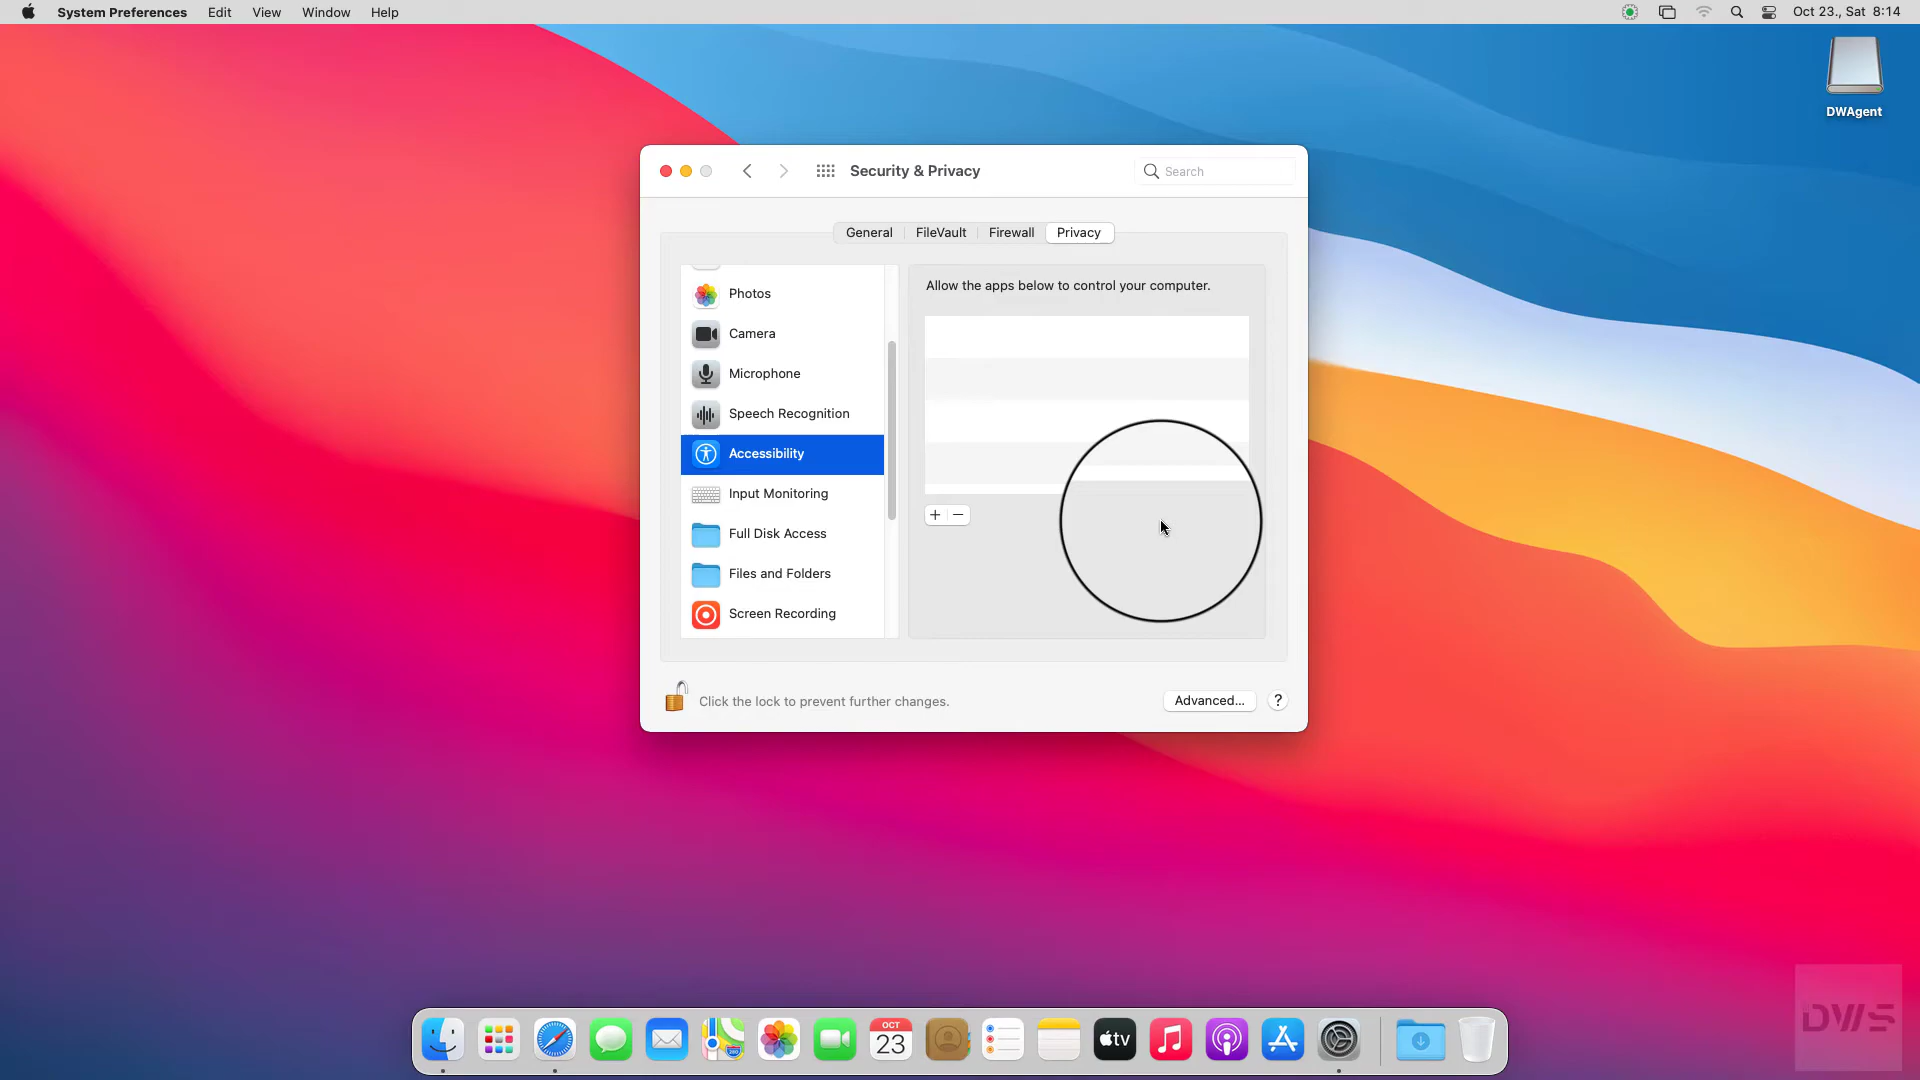 System Preferences Edit View Window Help
Oct 23., Sat 8:14
DWAgent
Security & Privacy
Search
General FileVault Firewall Privacy
Photos
Camera
Microphone
Speech Recognition
Accessibility
Input Monitoring
Full Disk Access
Files and Folders
Screen Recording
Allow the apps below to control your computer.
+ −
Click the lock to prevent further changes.
Advanced... ?
OCT
23
280
tv
DWS